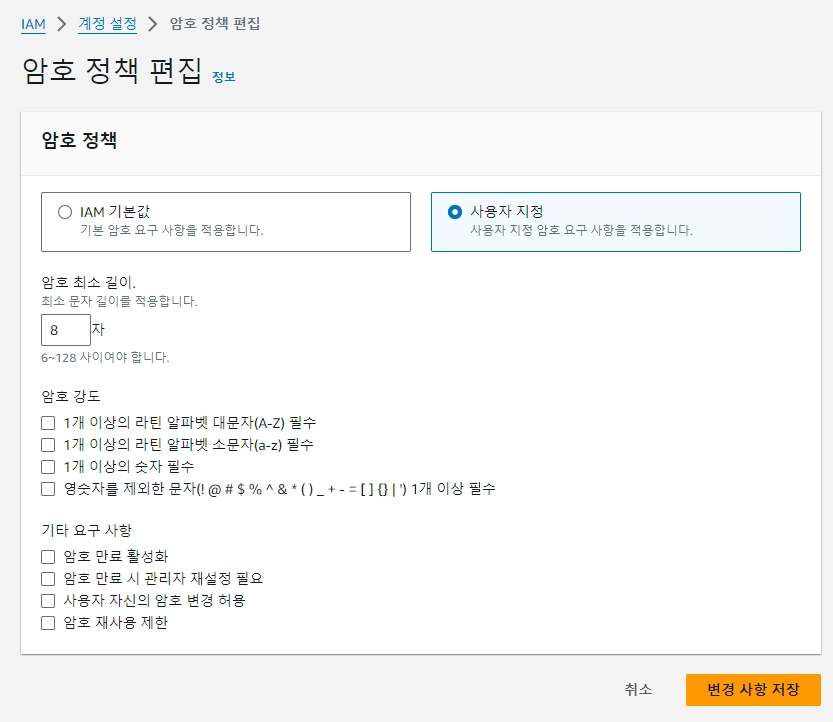 IAM > 계정 설정 > 암호 정책 편집
암호 정책 편집 정보
암호 정책
IAM 기본값
기본 암호 요구 사항을 적용합니다.
사용자 지정
사용자 지정 암호 요구 사항을 적용합니다.
암호 최소 길이.
최소 문자 길이를 적용합니다.
8 자
6~128 사이여야 합니다.
암호 강도
1개 이상의 라틴 알파벳 대문자(A-Z) 필수
1개 이상의 라틴 알파벳 소문자(a-z) 필수
1개 이상의 숫자 필수
영숫자를 제외한 문자(! @ # $ % ^ & * ( ) _ + - = [ ] {} | ') 1개 이상 필수
기타 요구 사항
암호 만료 활성화
암호 만료 시 관리자 재설정 필요
사용자 자신의 암호 변경 허용
암호 재사용 제한
취소
변경 사항 저장